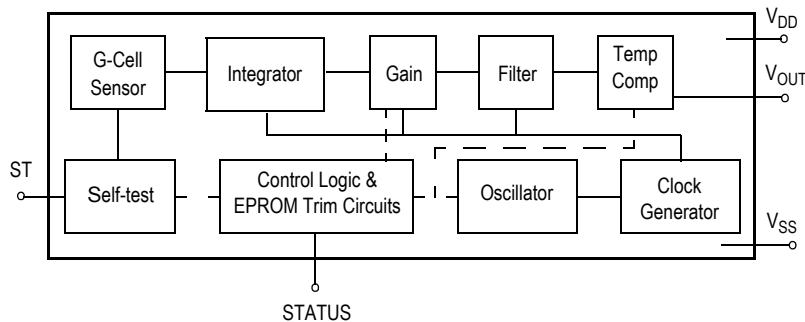 V_DD
G-Cell
Sensor
Integrator
Gain
Filter
Temp
Comp
V_OUT
ST
Self-test
Control Logic &
EPROM Trim Circuits
Oscillator
Clock
Generator
V_SS
STATUS